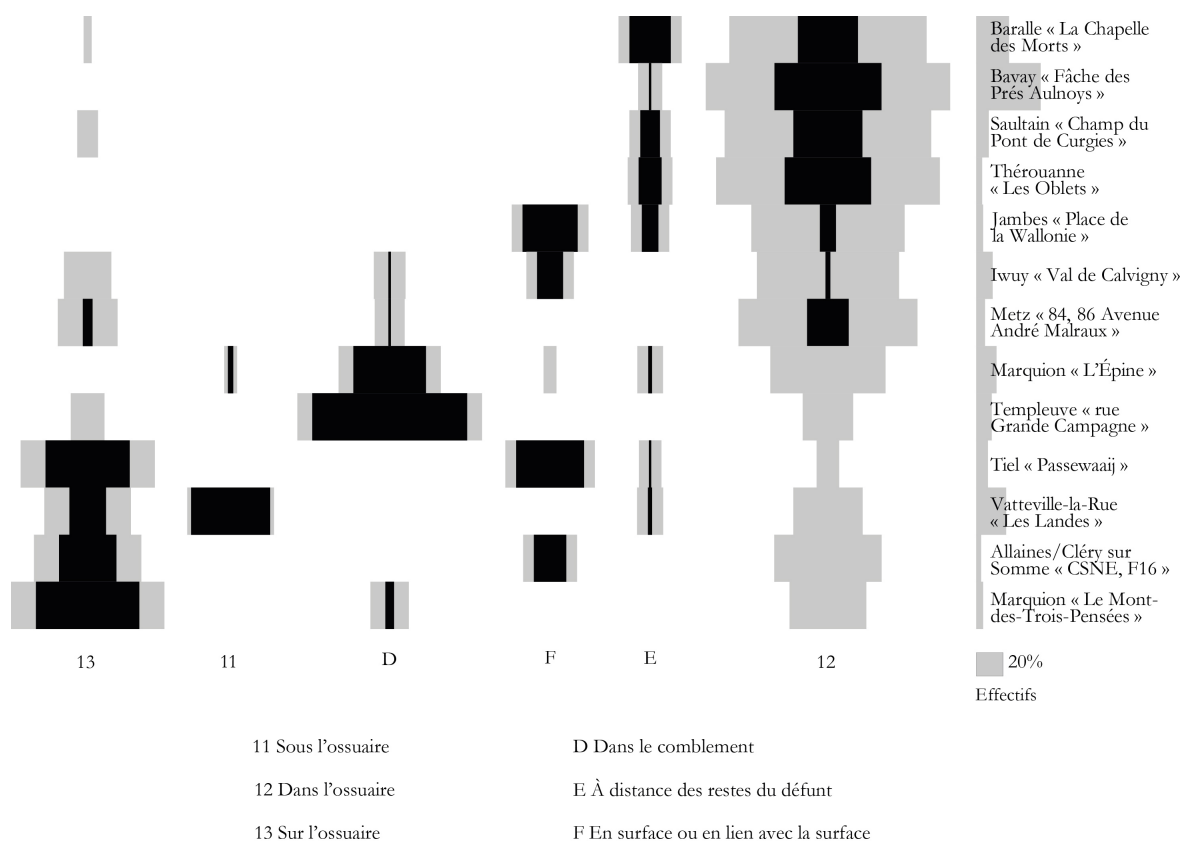 Baralle « La Chapelle
des Morts »
Bavay « Fâche des
Prés Aulnoys »
Saultain « Champ du
Pont de Curgies »
Thérouanne
« Les Oblets »
Jambes « Place de
la Wallonie »
Iwuy « Val de Calvigny »
Metz « 84, 86 Avenue
André Malraux »
Marquion « L’Épine »
Templeuve « rue
Grande Campagne »
Tiel « Passewaaij »
Vatteville-la-Rue
« Les Landes »
Allaines/Cléry sur
Somme « CSNE, F16 »
Marquion « Le Mont-
des-Trois-Pensées »
13 11 D F E 12
20%
Effectifs
11 Sous l’ossuaire
D Dans le comblement
12 Dans l’ossuaire
E À distance des restes du défunt
13 Sur l’ossuaire
F En surface ou en lien avec la surface